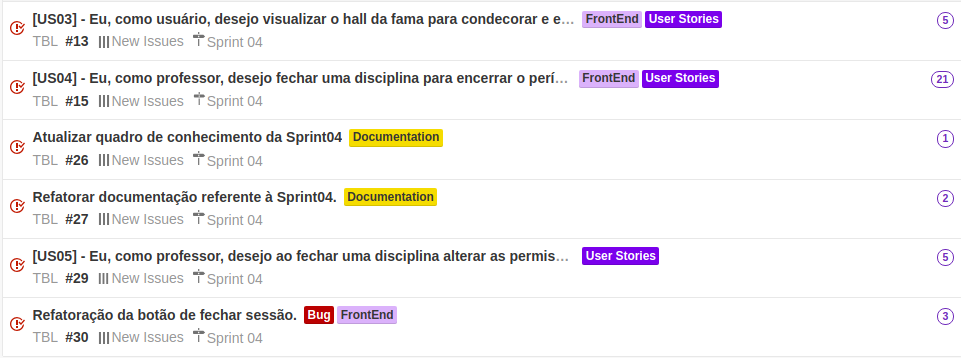 [US03] - Eu, como usuário, desejo visualizar o hall da fama para condecorar e e... FrontEnd User Stories 5
TBL #13 New Issues Sprint 04
[US04] - Eu, como professor, desejo fechar uma disciplina para encerrar o perí... FrontEnd User Stories 21
TBL #15 New Issues Sprint 04
Atualizar quadro de conhecimento da Sprint04 Documentation 1
TBL #26 New Issues Sprint 04
Refatorar documentação referente à Sprint04. Documentation 2
TBL #27 New Issues Sprint 04
[US05] - Eu, como professor, desejo ao fechar uma disciplina alterar as permis... User Stories 5
TBL #29 New Issues Sprint 04
Refatoração da botão de fechar sessão. Bug FrontEnd 3
TBL #30 New Issues Sprint 04